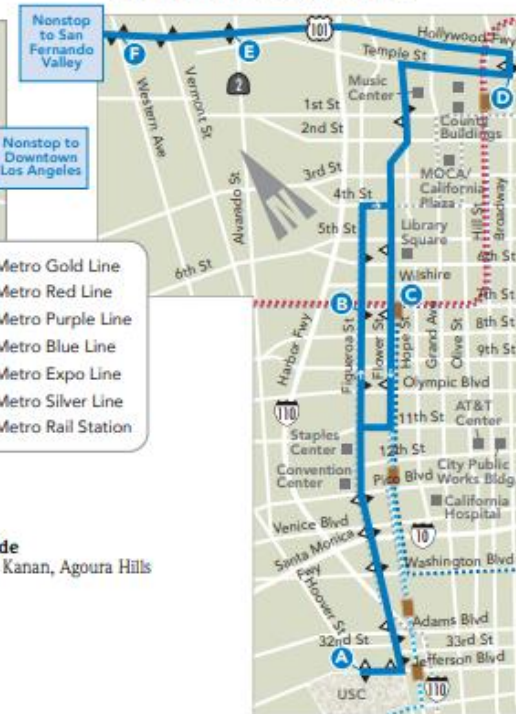 Nonstop
to San
Fernando
Valley
F
E
101
Hollywood Fwy
Temple St
D
2
Music
Center
Western Ave
Vermont St
1st St
2nd St
County
Buildings
Nonstop to
Downtown
Los Angeles
3rd St
MOCA/
California
Plaza
Alvarado St
4th St
N
5th St
Library
Square
Hill St
Broadway
6th St
6th St
Wilshire
Metro Gold Line
Metro Red Line
Metro Purple Line
Metro Blue Line
Metro Expo Line
Metro Silver Line
Metro Rail Station
B
C
7th St
8th St
9th St
Harbor Fwy
Figueroa St
Flower St
Hope St
Grand Ave
Olive St
Olympic Blvd
110
11th St
AT&T
Center
Staples
Center
12th St
Convention
Center
Pico Blvd
City Public
Works Bldg
California
Hospital
Venice Blvd
10
Santa Monica
Fwy
Washington Blvd
de
Kanan, Agoura Hills
Hoover St
Adams Blvd
32nd St
33rd St
A
Jefferson Blvd
USC
110